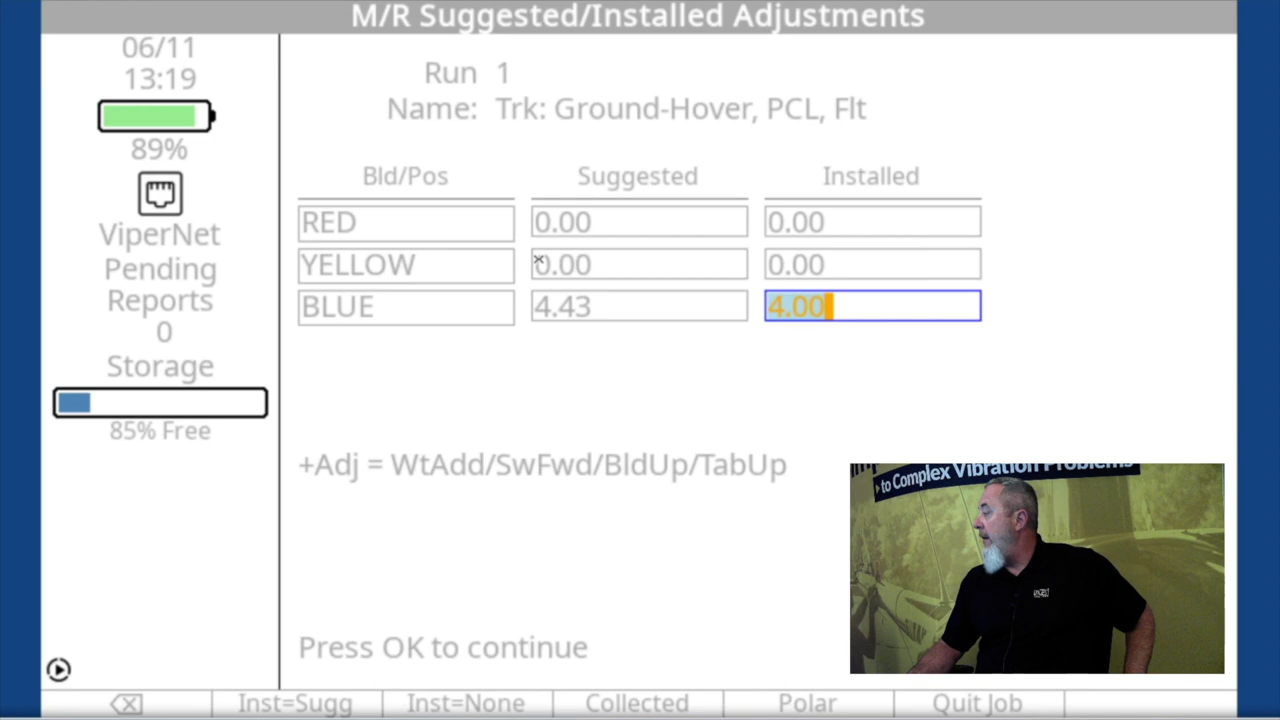 M/R Suggested/Installed Adjustments
06/11
13:19
89%
ViperNet
Pending
Reports
0
Storage
85% Free
Run 1
Name: Trk: Ground-Hover, PCL, Flt
Bld/Pos Suggested Installed
RED 0.00 0.00
YELLOW 0.00 0.00
BLUE 4.43 4.00
+Adj = WtAdd/SwFwd/BldUp/TabUp
to Complex Vibration Problems
Press OK to continue
Inst=Sugg Inst=None Collected Polar Quit Job